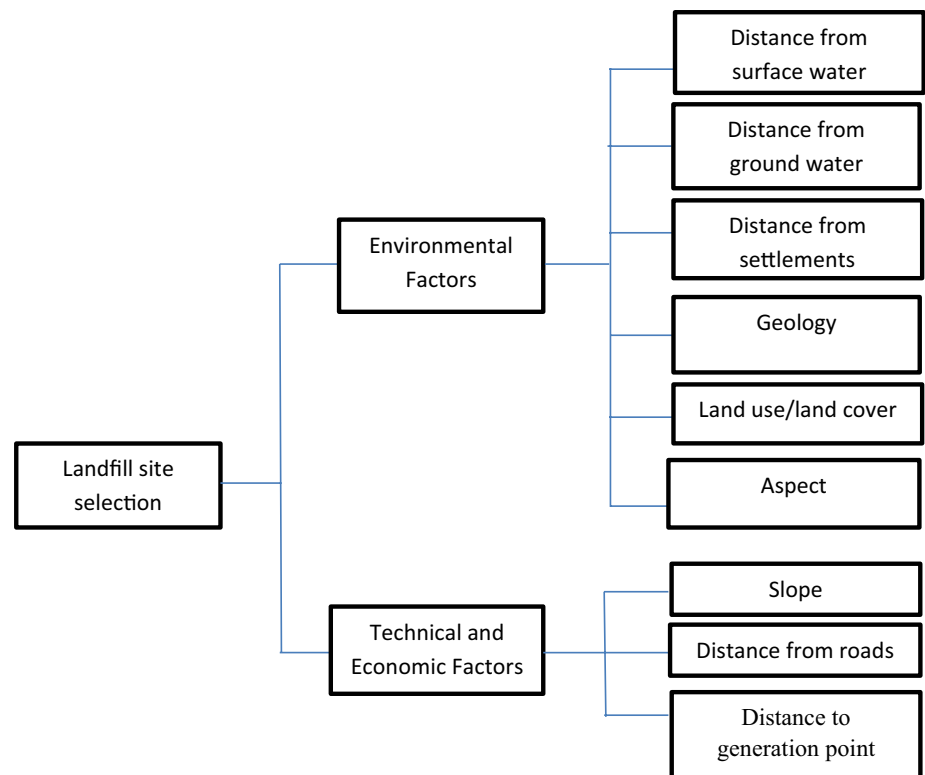 Landfill site
selection
Environmental
Factors
Distance from
surface water
Distance from
ground water
Distance from
settlements
Geology
Land use/land cover
Aspect
Technical and
Economic Factors
Slope
Distance from roads
Distance to
generation point